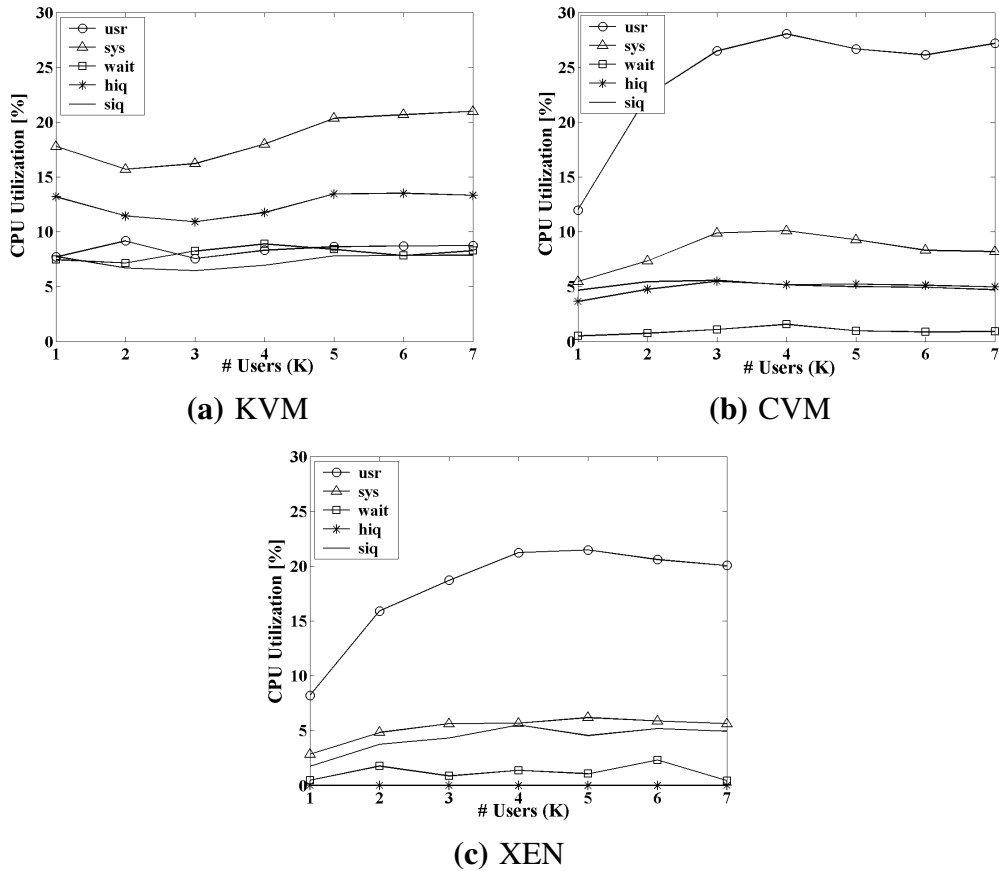 30
25
20
15
10
5
0
CPU Utilization [%]
usr
sys
wait
hiq
siq
1 2 3 4 5 6 7
# Users (K)
(a) KVM
30
25
20
15
10
5
0
CPU Utilization [%]
usr
sys
wait
hiq
siq
1 2 3 4 5 6 7
# Users (K)
(b) CVM
30
25
20
15
10
5
0
CPU Utilization [%]
usr
sys
wait
hiq
siq
1 2 3 4 5 6 7
# Users (K)
(c) XEN